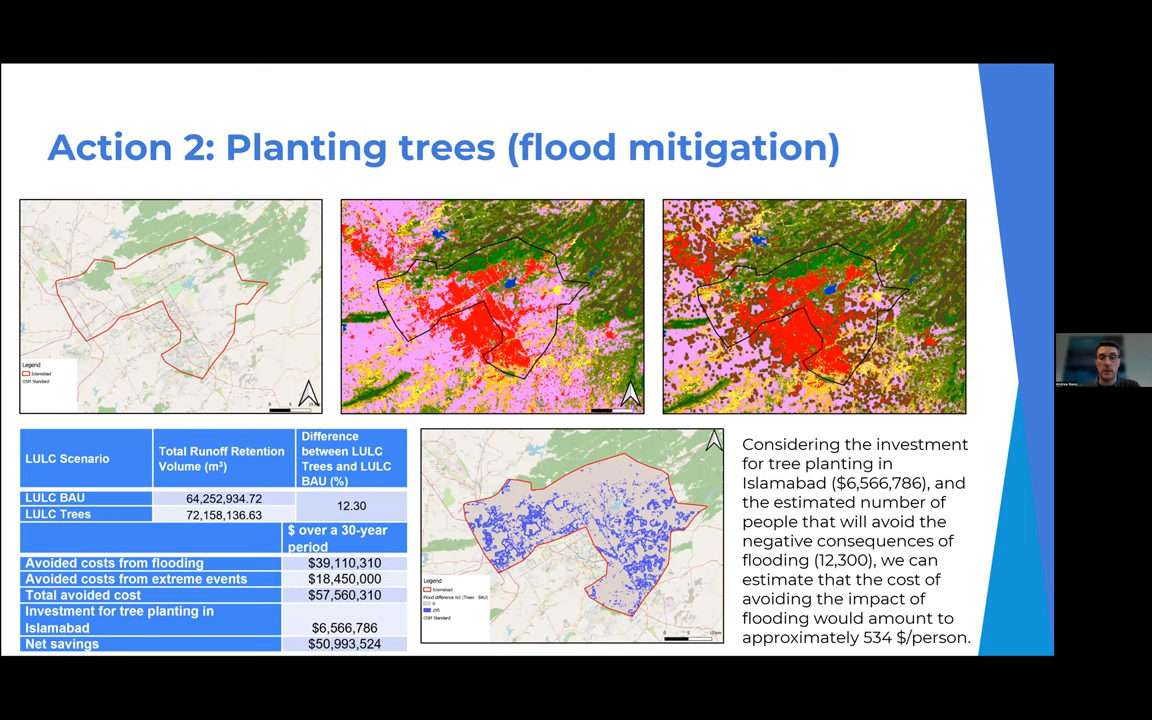 Action 2: Planting trees (flood mitigation)
Legend
Islamabad
OSM Standard
LULC Scenario
Total Runoff Retention
Volume (m³)
Difference
between LULC
Trees and LULC
BAU (%)
LULC BAU
64,252,934.72
12.30
LULC Trees
72,158,136.63
$ over a 30-year
period
Avoided costs from flooding
$39,110,310
Avoided costs from extreme events
$18,450,000
Total avoided cost
$57,560,310
Investment for tree planting in
Islamabad
$6,566,786
Net savings
$50,993,524
Legend
Islamabad
Flood difference m3 (Trees - BAU)
0
295
OSM Standard
Considering the investment
for tree planting in
Islamabad ($6,566,786), and
the estimated number of
people that will avoid the
negative consequences of
flooding (12,300), we can
estimate that the cost of
avoiding the impact of
flooding would amount to
approximately 534 $/person.